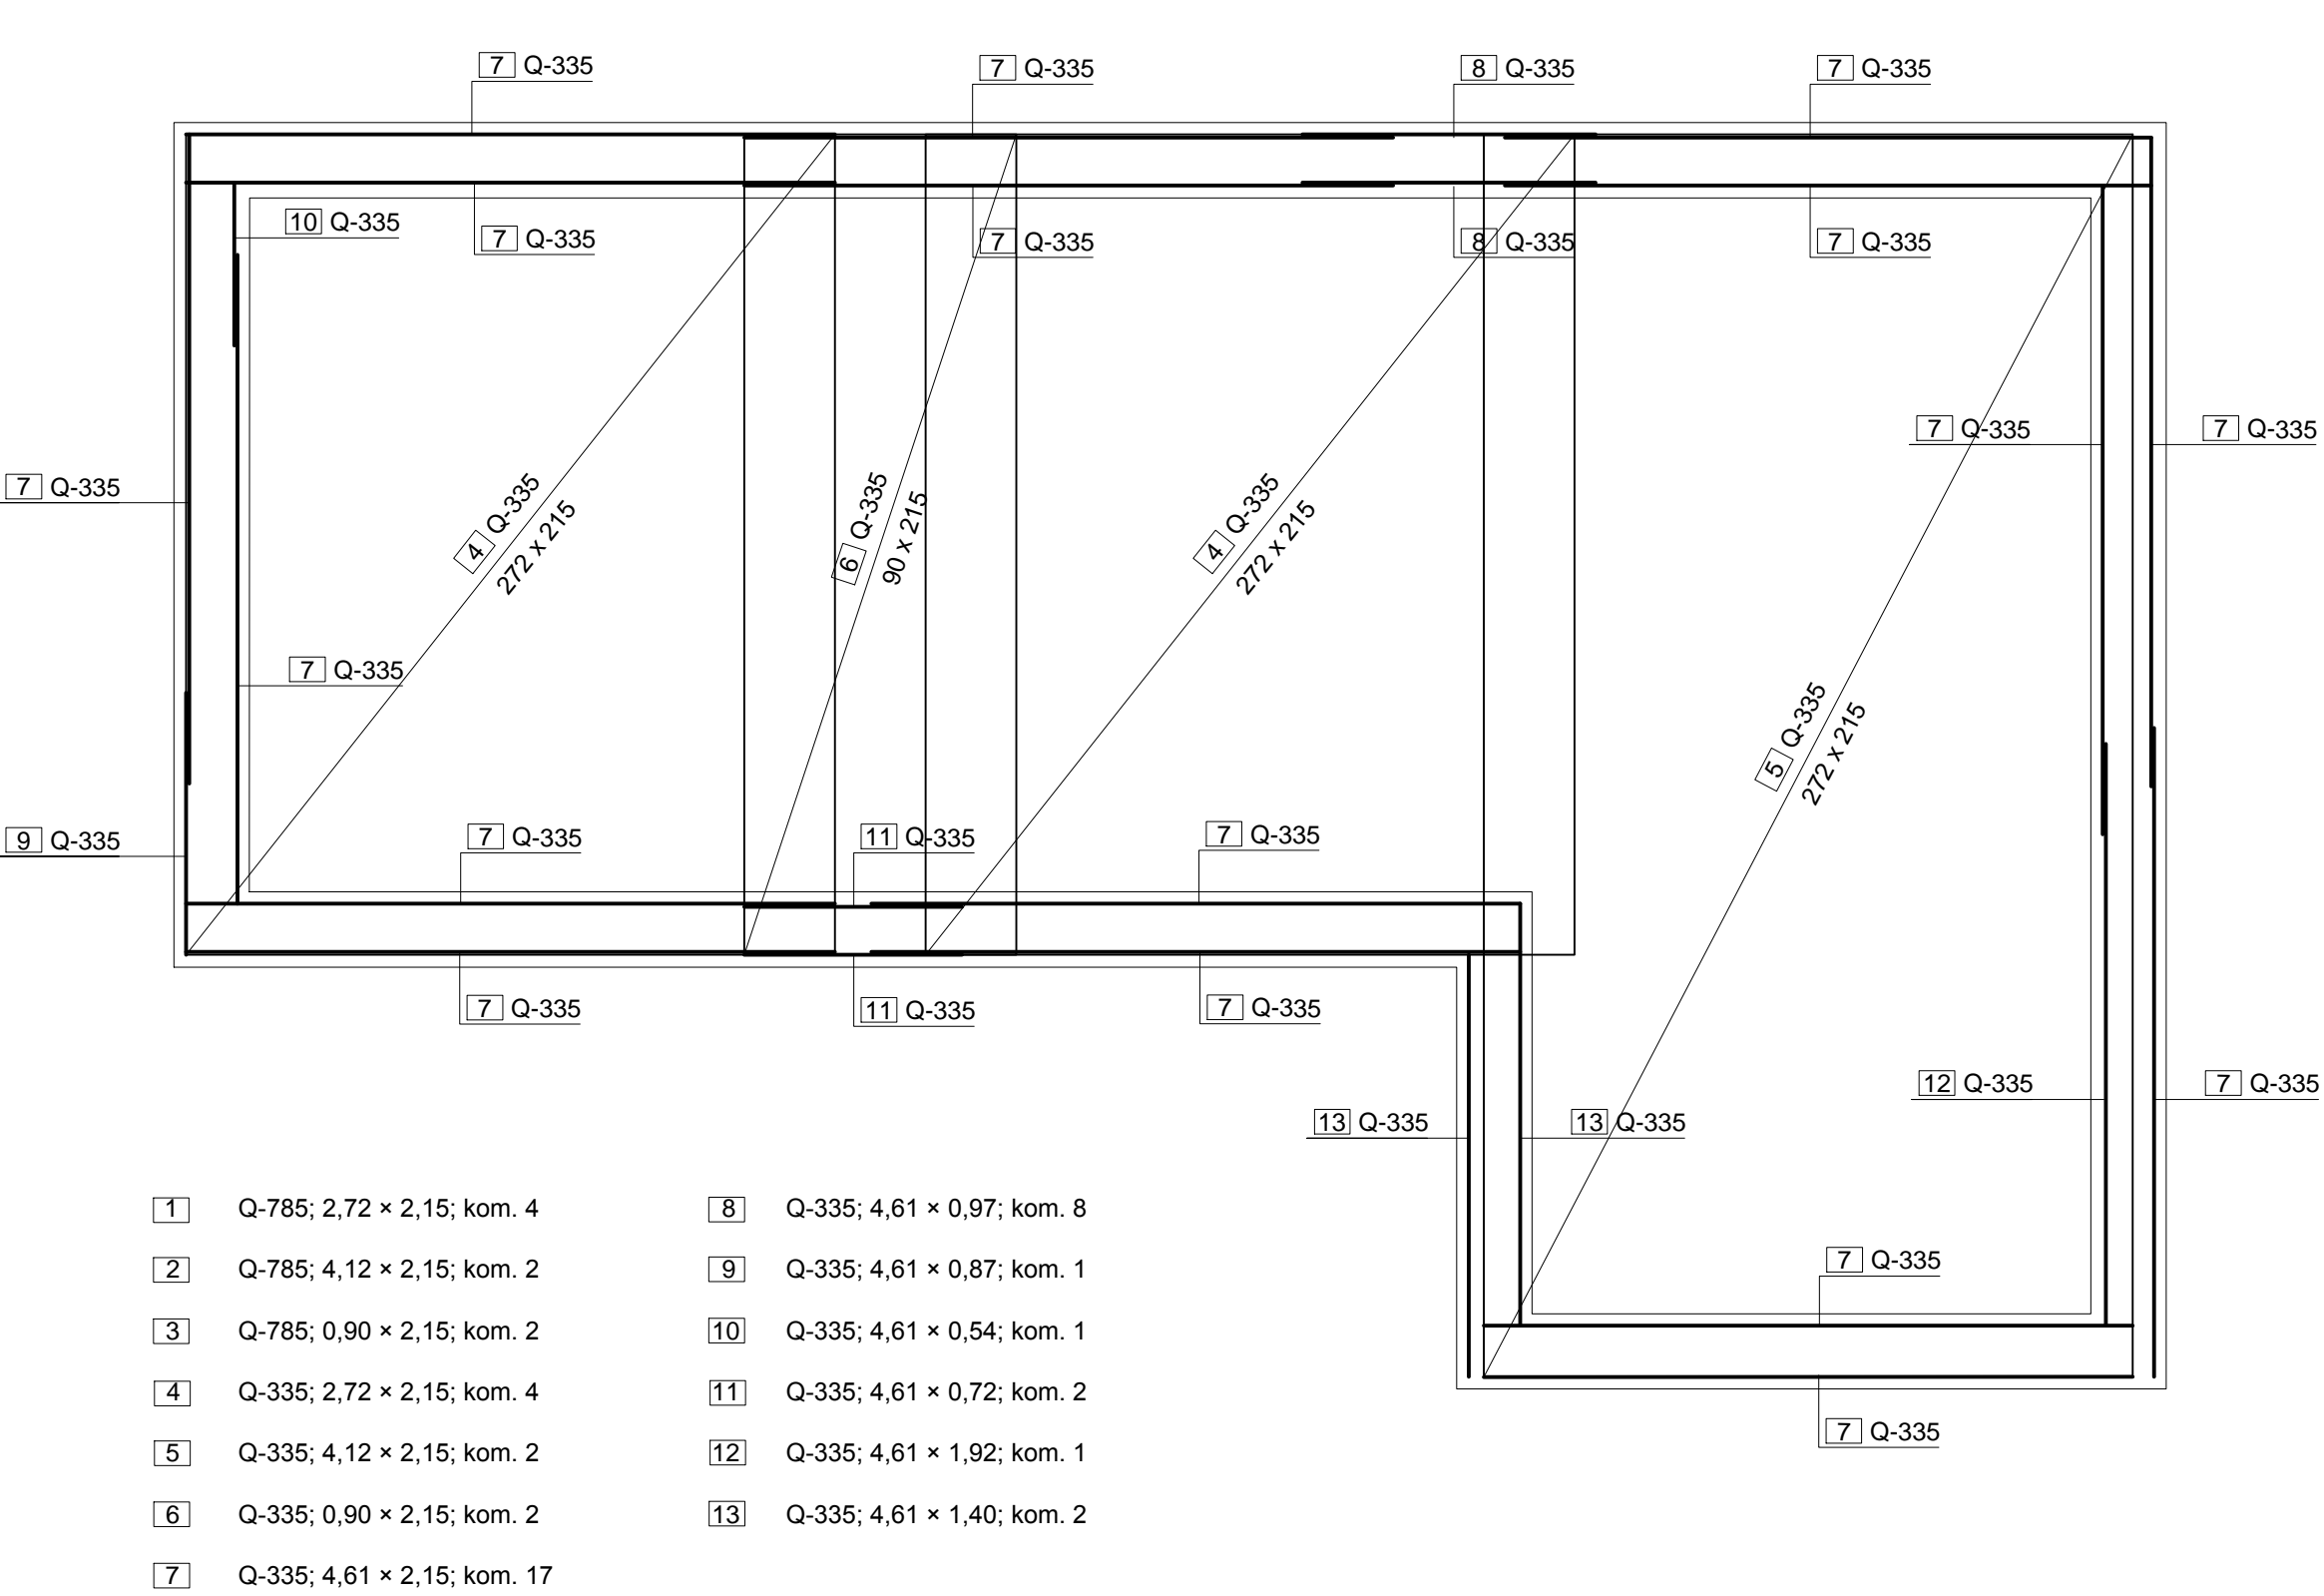 7 Q-335
7 Q-335
8 Q-335
7 Q-335
10 Q-335
7 Q-335
7 Q-335
8 Q-335
7 Q-335
7 Q-335
7 Q-335
7 Q-335
4 Q-335
272 x 215
6 Q-335
90 x 215
4 Q-335
272 x 215
7 Q-335
5 Q-335
272 x 215
9 Q-335
7 Q-335
11 Q-335
7 Q-335
7 Q-335
11 Q-335
7 Q-335
12 Q-335
7 Q-335
13 Q-335
13 Q-335
7 Q-335
7 Q-335
1 Q-785; 2,72 × 2,15; kom. 4
2 Q-785; 4,12 × 2,15; kom. 2
3 Q-785; 0,90 × 2,15; kom. 2
4 Q-335; 2,72 × 2,15; kom. 4
5 Q-335; 4,12 × 2,15; kom. 2
6 Q-335; 0,90 × 2,15; kom. 2
7 Q-335; 4,61 × 2,15; kom. 17
8 Q-335; 4,61 × 0,97; kom. 8
9 Q-335; 4,61 × 0,87; kom. 1
10 Q-335; 4,61 × 0,54; kom. 1
11 Q-335; 4,61 × 0,72; kom. 2
12 Q-335; 4,61 × 1,92; kom. 1
13 Q-335; 4,61 × 1,40; kom. 2